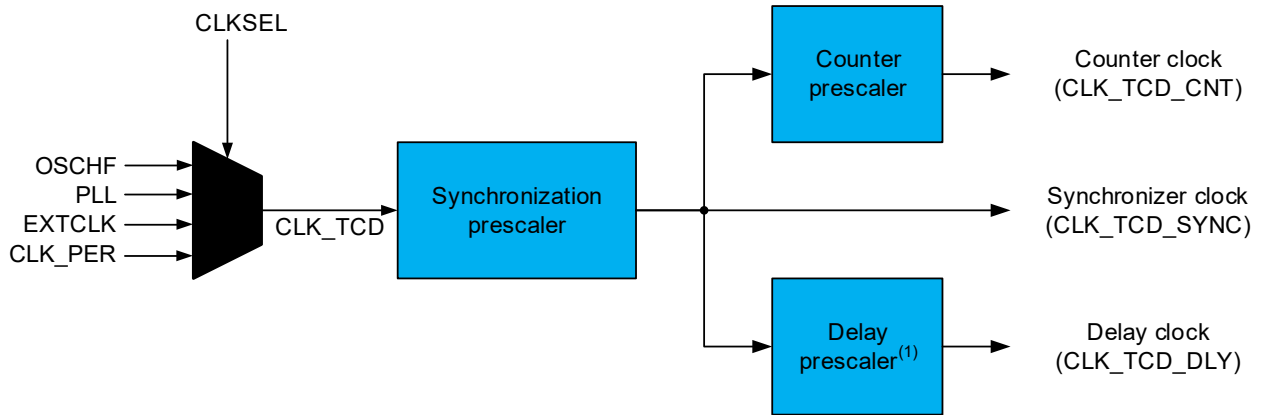 CLKSEL
OSCHF
PLL
EXTCLK
CLK_PER
CLK_TCD
Synchronization
prescaler
Counter
prescaler
Counter clock
(CLK_TCD_CNT)
Synchronizer clock
(CLK_TCD_SYNC)
Delay
prescaler(1)
Delay clock
(CLK_TCD_DLY)